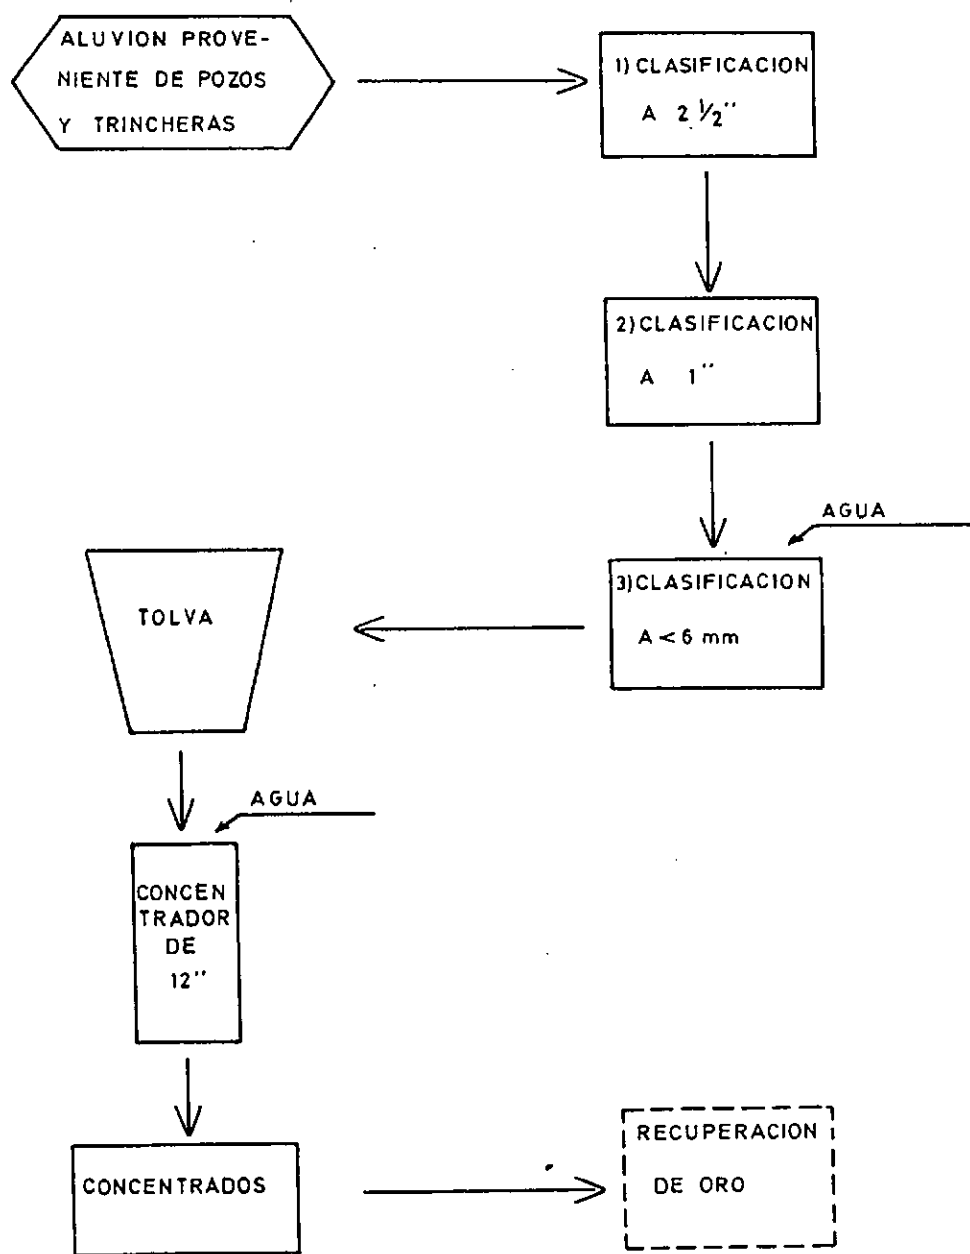 ALUVION PROVE-
NIENTE DE POZOS
Y TRINCHERAS
1) CLASIFICACION
A 2 1/2"
2) CLASIFICACION
A 1"
AGUA
3) CLASIFICACION
A < 6 mm
TOLVA
AGUA
CONCEN
TRADOR
DE
12"
CONCENTRADOS
RECUPERACION
DE ORO